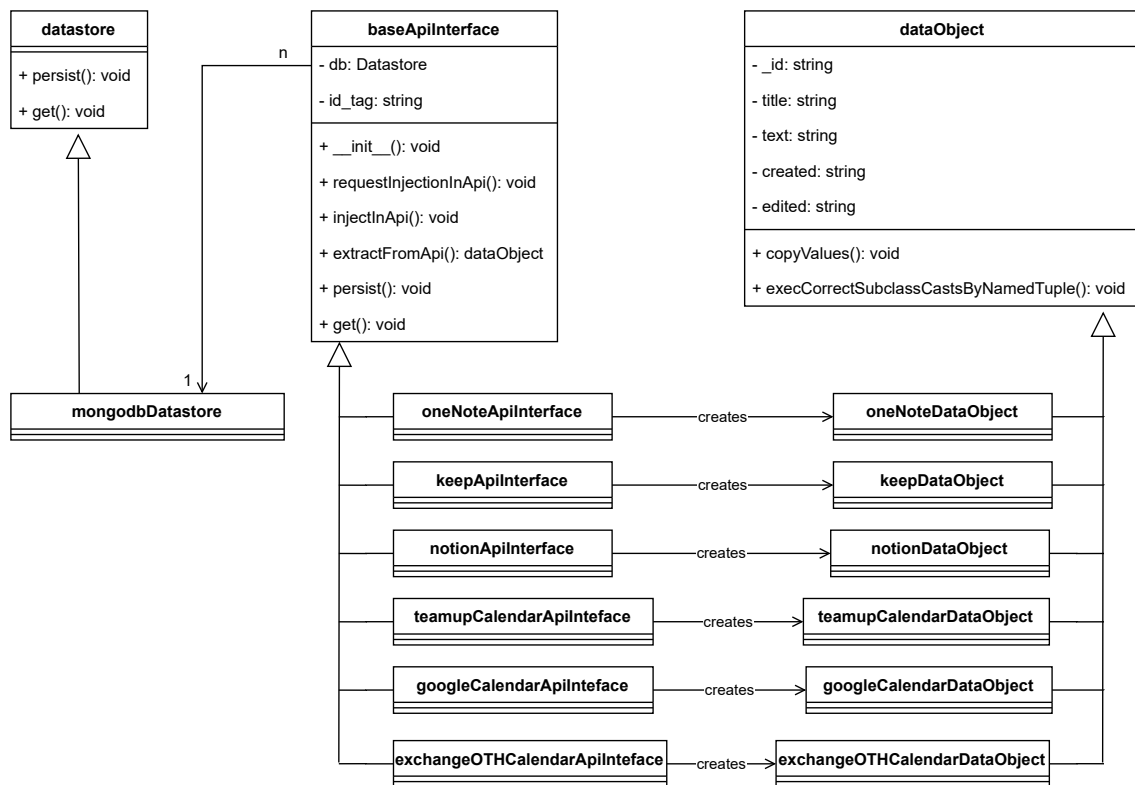 datastore
+ persist(): void
+ get(): void
baseApiInterface
- db: Datastore
- id_tag: string
+ __init__(): void
+ requestInjectionInApi(): void
+ injectInApi(): void
+ extractFromApi(): dataObject
+ persist(): void
+ get(): void
dataObject
- _id: string
- title: string
- text: string
- created: string
- edited: string
+ copyValues(): void
+ execCorrectSubclassCastsByNamedTuple(): void
n
1
mongodbDatastore
oneNoteApiInterface
creates
oneNoteDataObject
keepApiInterface
creates
keepDataObject
notionApiInterface
creates
notionDataObject
teamupCalendarApiInteface
creates
teamupCalendarDataObject
googleCalendarApiInteface
creates
googleCalendarDataObject
exchangeOTHCalendarApiInteface
creates
exchangeOTHCalendarDataObject